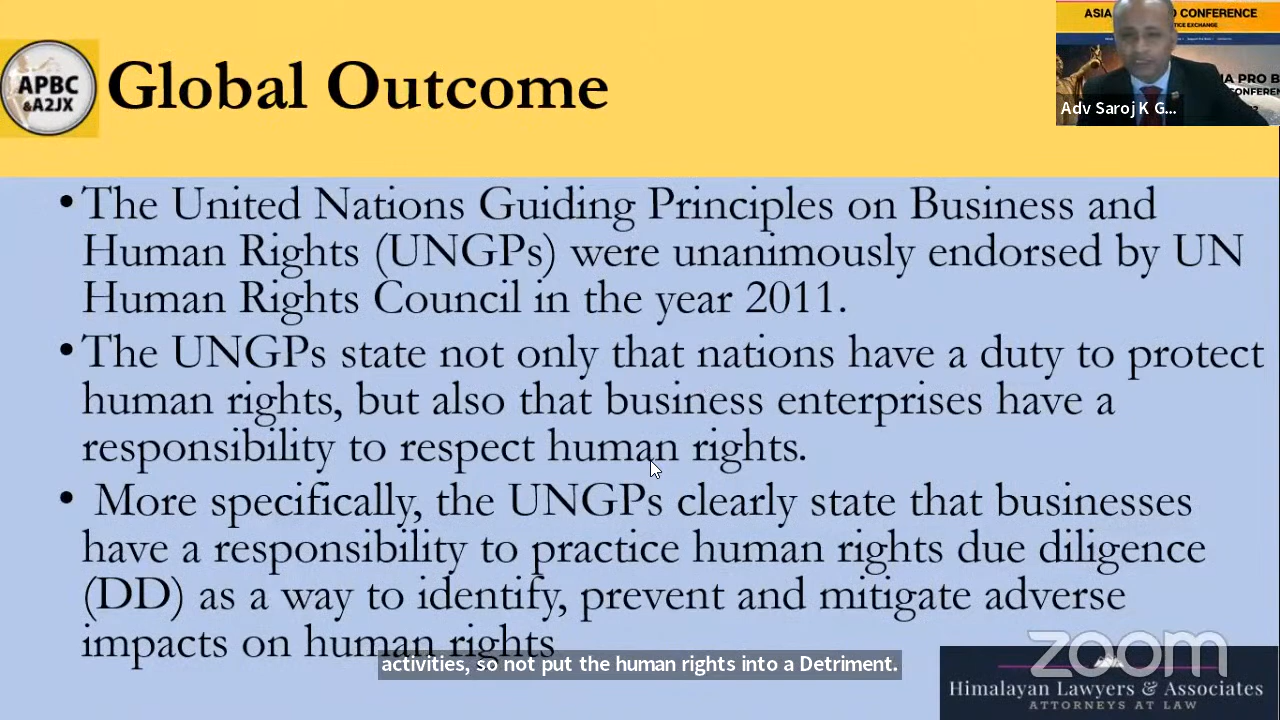 APBC
&A2JX
Global Outcome
ASIA
CONFERENCE
IA PRO B
CONFEREN
Adv Saroj K G...
• The United Nations Guiding Principles on Business and
Human Rights (UNGPs) were unanimously endorsed by UN
Human Rights Council in the year 2011.
• The UNGPs state not only that nations have a duty to protect
human rights, but also that business enterprises have a
responsibility to respect human rights.
• More specifically, the UNGPs clearly state that businesses
have a responsibility to practice human rights due diligence
(DD) as a way to identify, prevent and mitigate adverse
impacts on human rights
activities, so not put the human rights into a Detriment.
zoom
Himalayan Lawyers & Associates
ATTORNEYS AT LAW